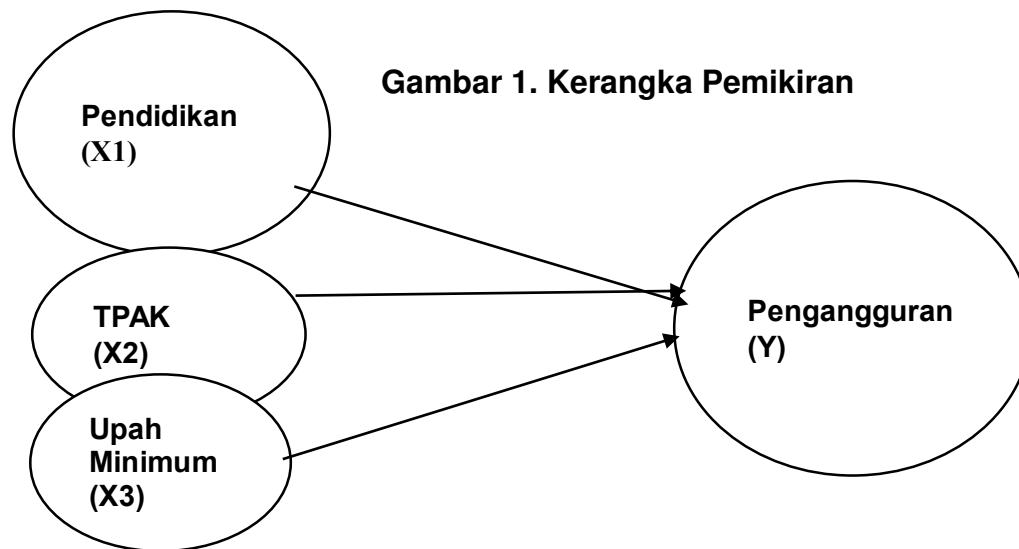 Gambar 1. Kerangka Pemikiran
Pendidikan
(X1)
TPAK
(X2)
Upah
Minimum
(X3)
Pengangguran
(Y)